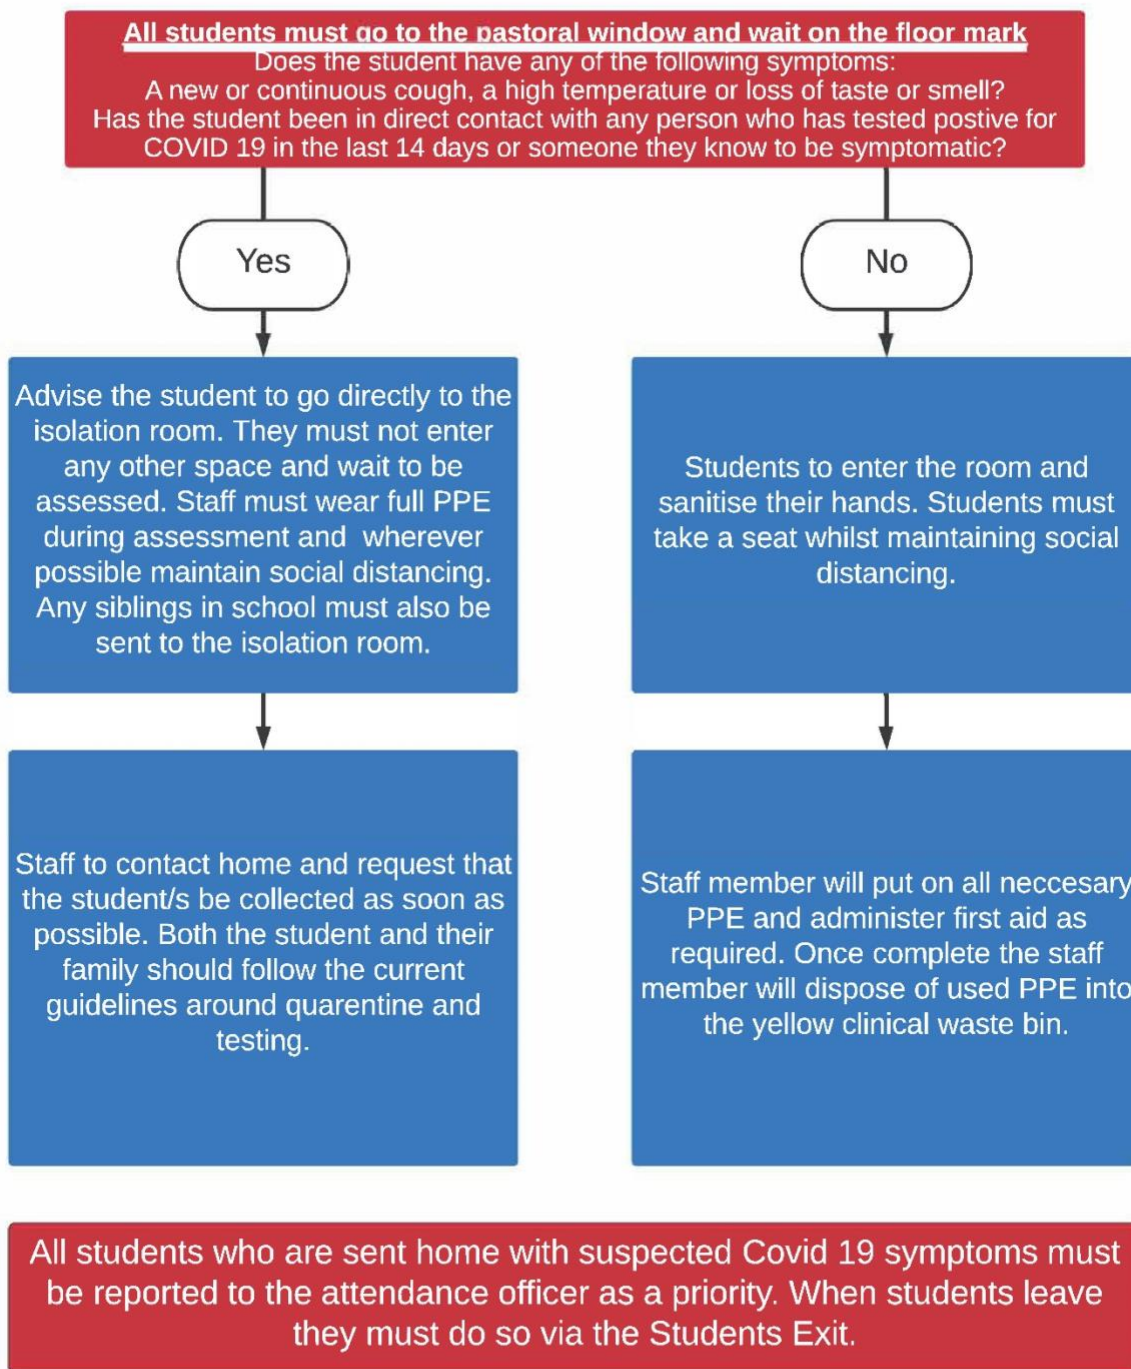 All students must go to the pastoral window and wait on the floor mark
Does the student have any of the following symptoms:
A new or continuous cough, a high temperature or loss of taste or smell?
Has the student been in direct contact with any person who has tested postive for
COVID 19 in the last 14 days or someone they know to be symptomatic?
Yes
No
Advise the student to go directly to the
isolation room. They must not enter
any other space and wait to be
assessed. Staff must wear full PPE
during assessment and wherever
possible maintain social distancing.
Any siblings in school must also be
sent to the isolation room.
Students to enter the room and
sanitise their hands. Students must
take a seat whilst maintaining social
distancing.
Staff to contact home and request that
the student/s be collected as soon as
possible. Both the student and their
family should follow the current
guidelines around quarentine and
testing.
Staff member will put on all neccesary
PPE and administer first aid as
required. Once complete the staff
member will dispose of used PPE into
the yellow clinical waste bin.
All students who are sent home with suspected Covid 19 symptoms must
be reported to the attendance officer as a priority. When students leave
they must do so via the Students Exit.